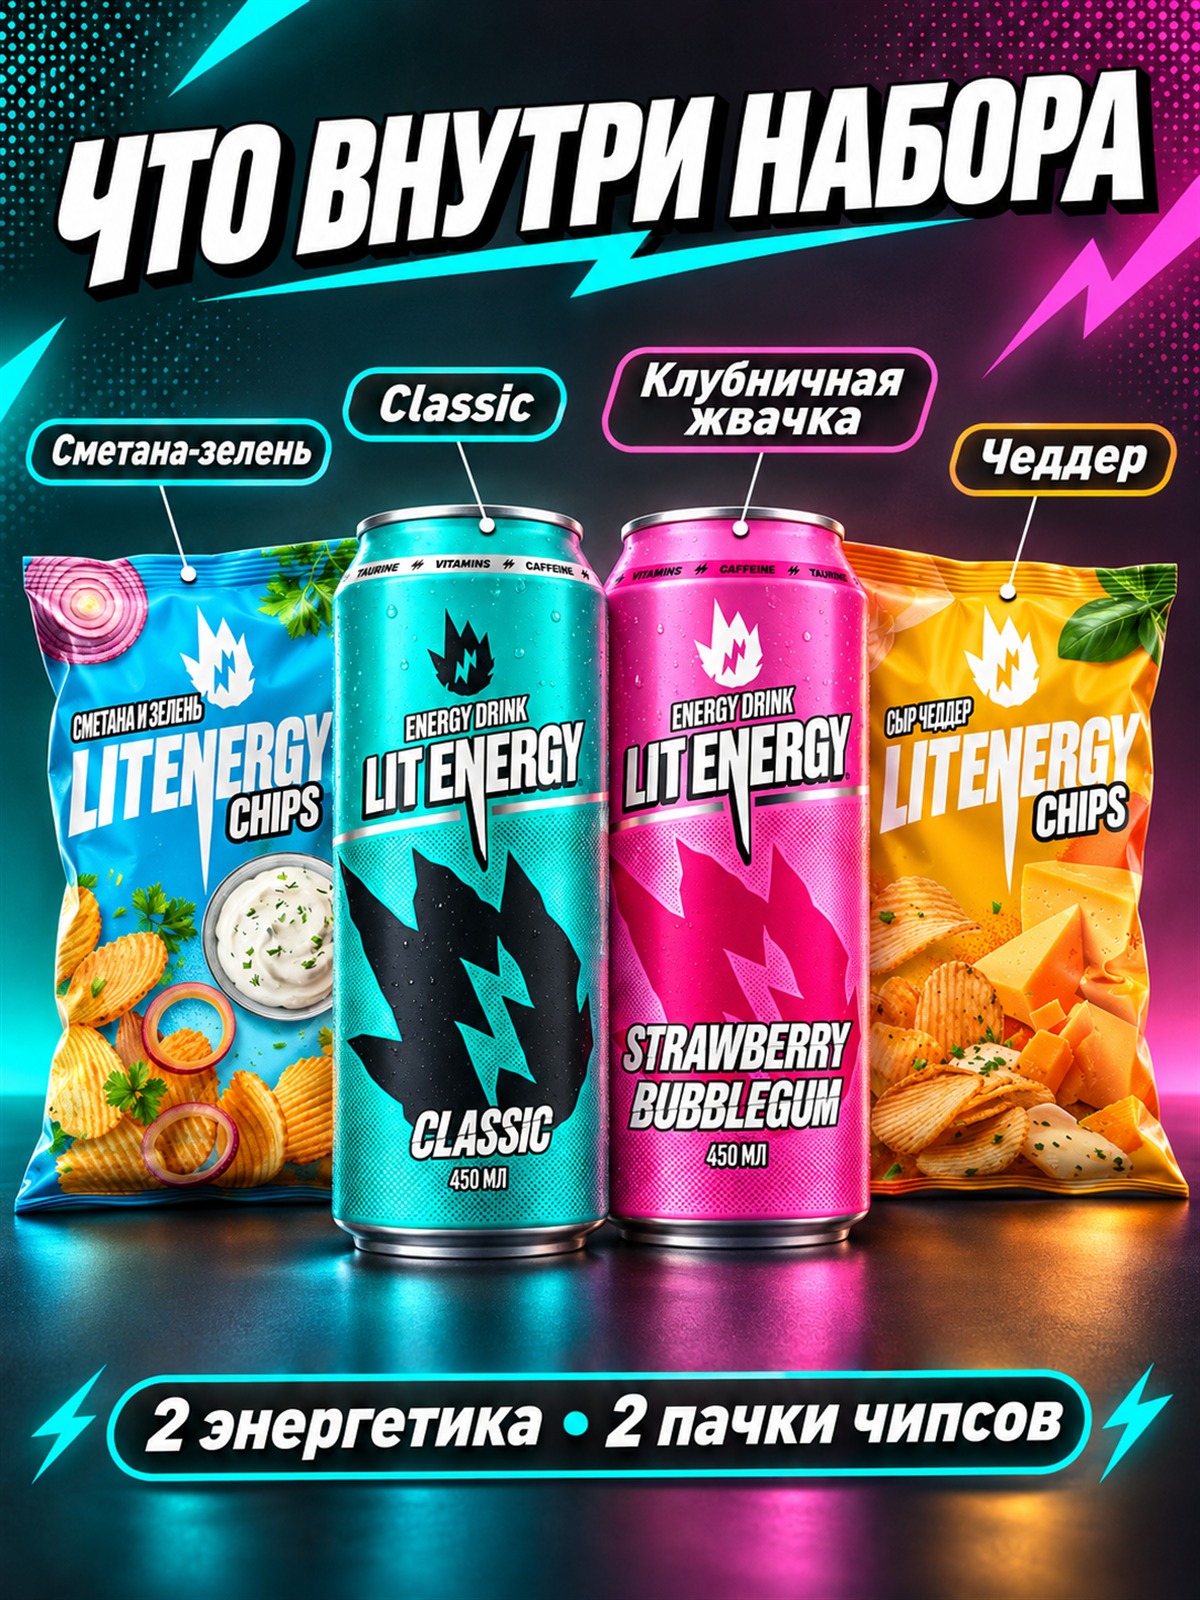 ЧТО ВНУТРИ НАБОРА
Сметана-зелень
Classic
Клубничная
жвачка
Чеддер
СМЕТАНА И ЗЕЛЕНЬ
LITENERGY
CHIPS
TAURINE VITAMINS CAFFEINE
ENERGY DRINK
LIT ENERGY
CLASSIC
450 МЛ
VITAMINS CAFFEINE TAURINE
ENERGY DRINK
LIT ENERGY
STRAWBERRY
BUBBLEGUM
450 МЛ
СЫР ЧЕДДЕР
LITENERGY
CHIPS
2 энергетика • 2 пачки чипсов